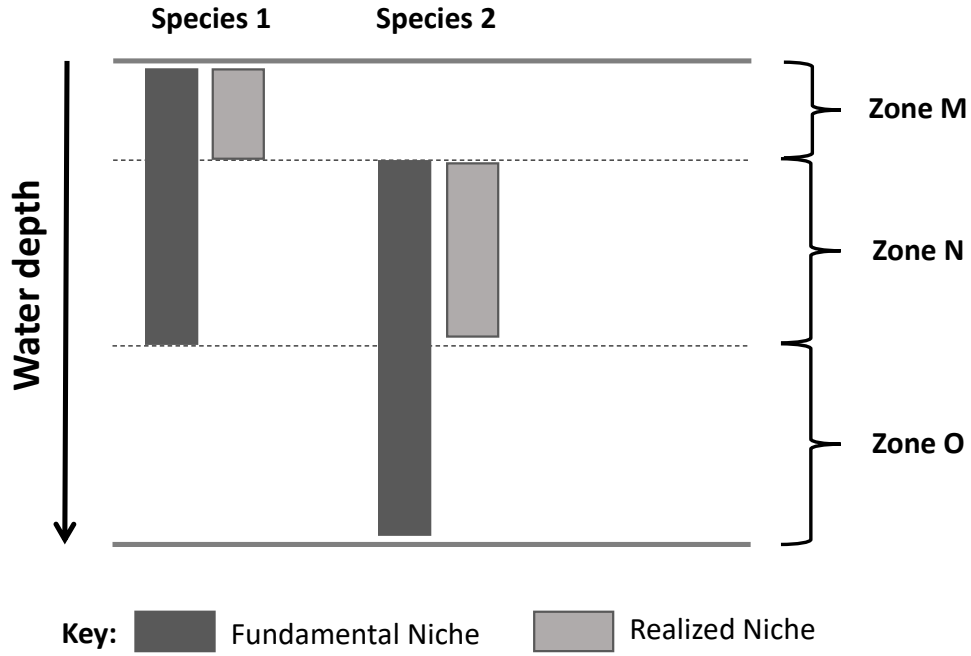 Species 1
Species 2
Water depth
Zone M
Zone N
Zone O
Key:
Fundamental Niche
Realized Niche